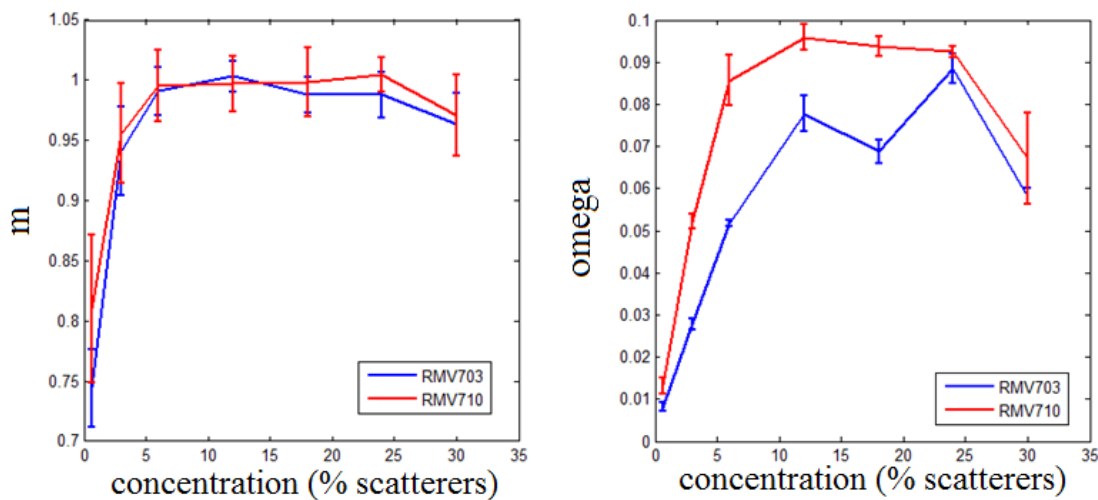 1.05
1
0.95
0.9
0.85
0.8
0.75
0.7
m
0 5 10 15 20 25 30 35
concentration (% scatterers)
RMV703
RMV710
0.1
0.09
0.08
0.07
0.06
0.05
0.04
0.03
0.02
0.01
0
omega
0 5 10 15 20 25 30 35
concentration (% scatterers)
RMV703
RMV710